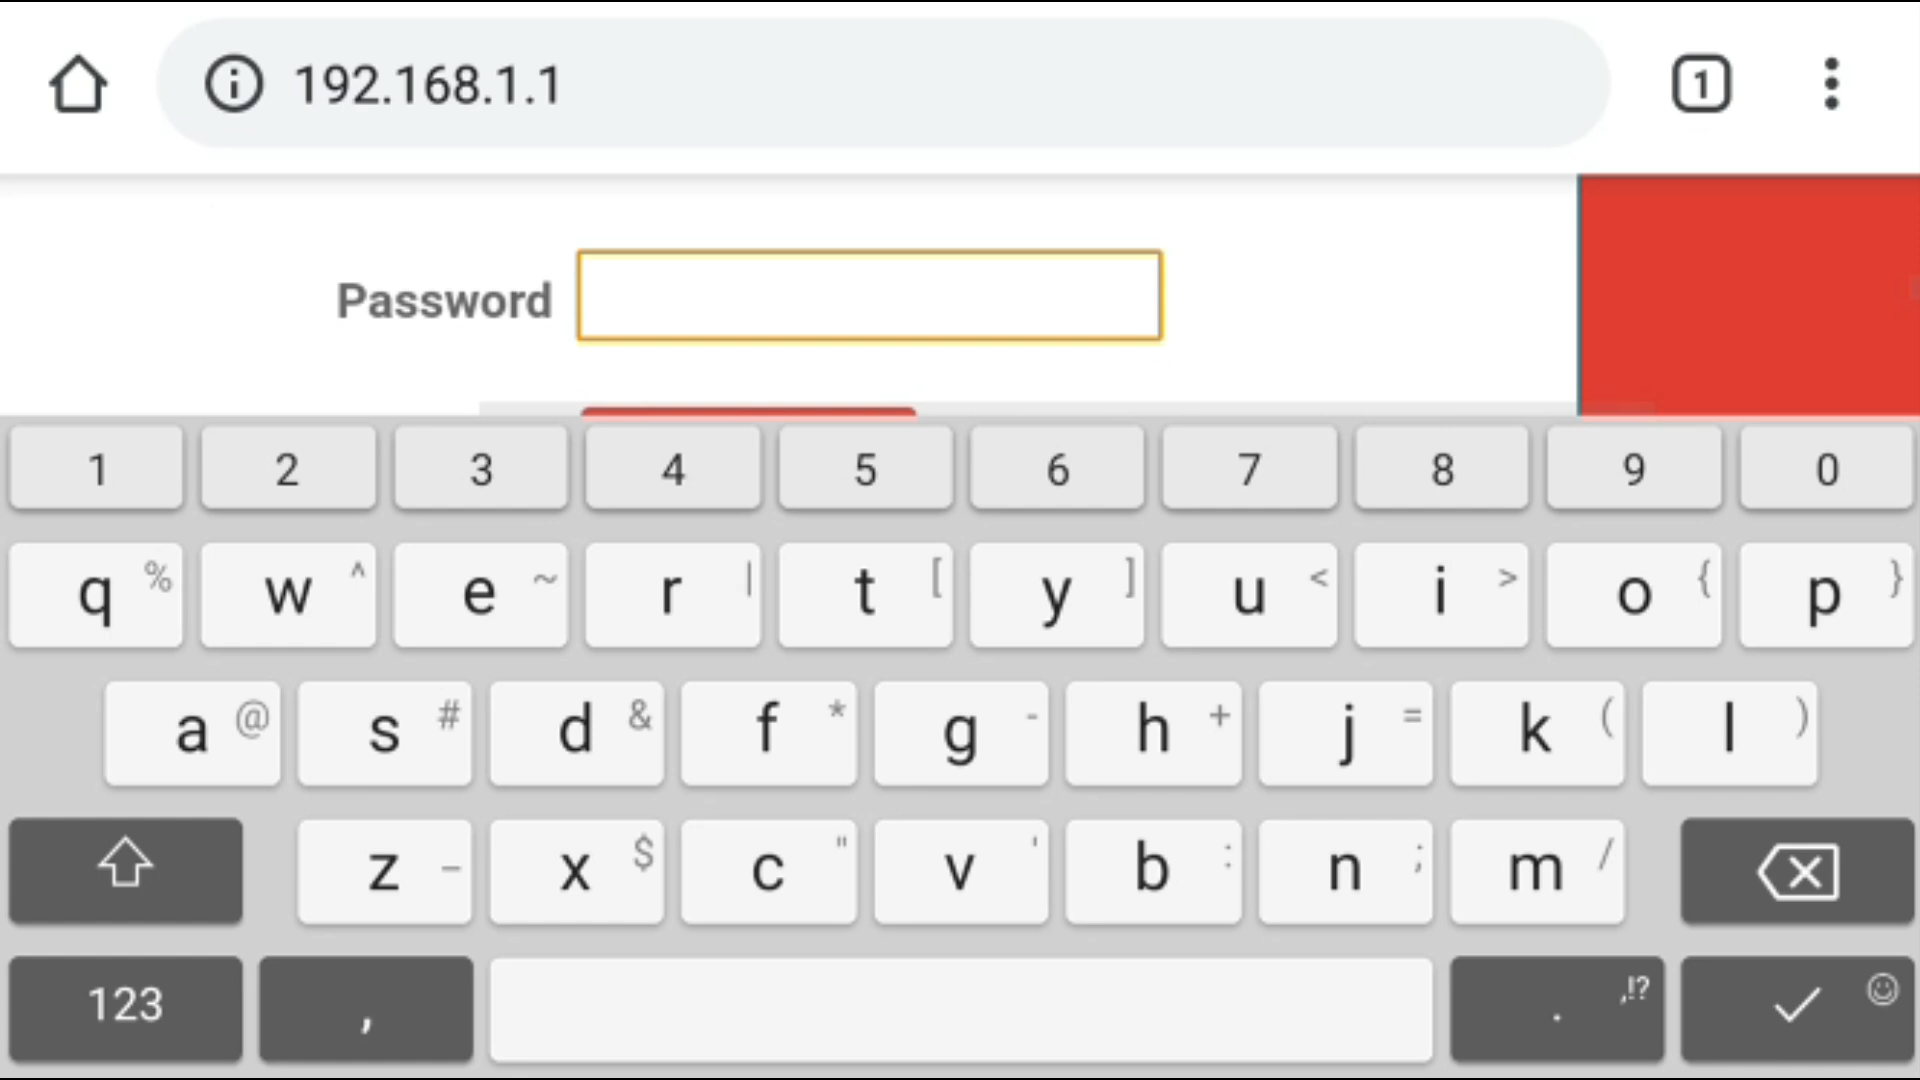 192.168.1.1
1
Password
1 2 3 4 5 6 7 8 9 0
q % w ^ e ~ r | t [ y ] u < i > o { p }
a @ s # d & f * g - h + j = k ( l )
z _ x $ c " v ' b : n ; m /
123 , . ,!?